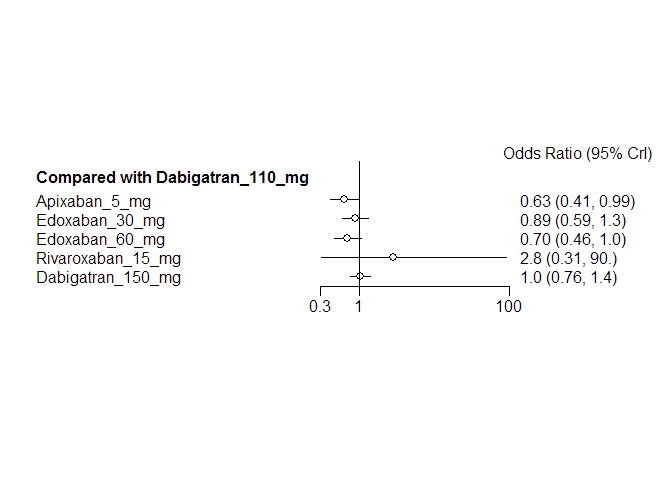 Odds Ratio (95% CrI)
Compared with Dabigatran_110_mg
Apixaban_5_mg 0.63 (0.41, 0.99)
Edoxaban_30_mg 0.89 (0.59, 1.3)
Edoxaban_60_mg 0.70 (0.46, 1.0)
Rivaroxaban_15_mg 2.8 (0.31, 90.)
Dabigatran_150_mg 1.0 (0.76, 1.4)
0.3 1 100